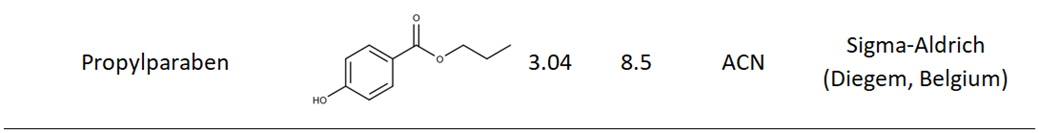 Propylparaben
O
O
HO
3.04
8.5
ACN
Sigma-Aldrich
(Diegem, Belgium)